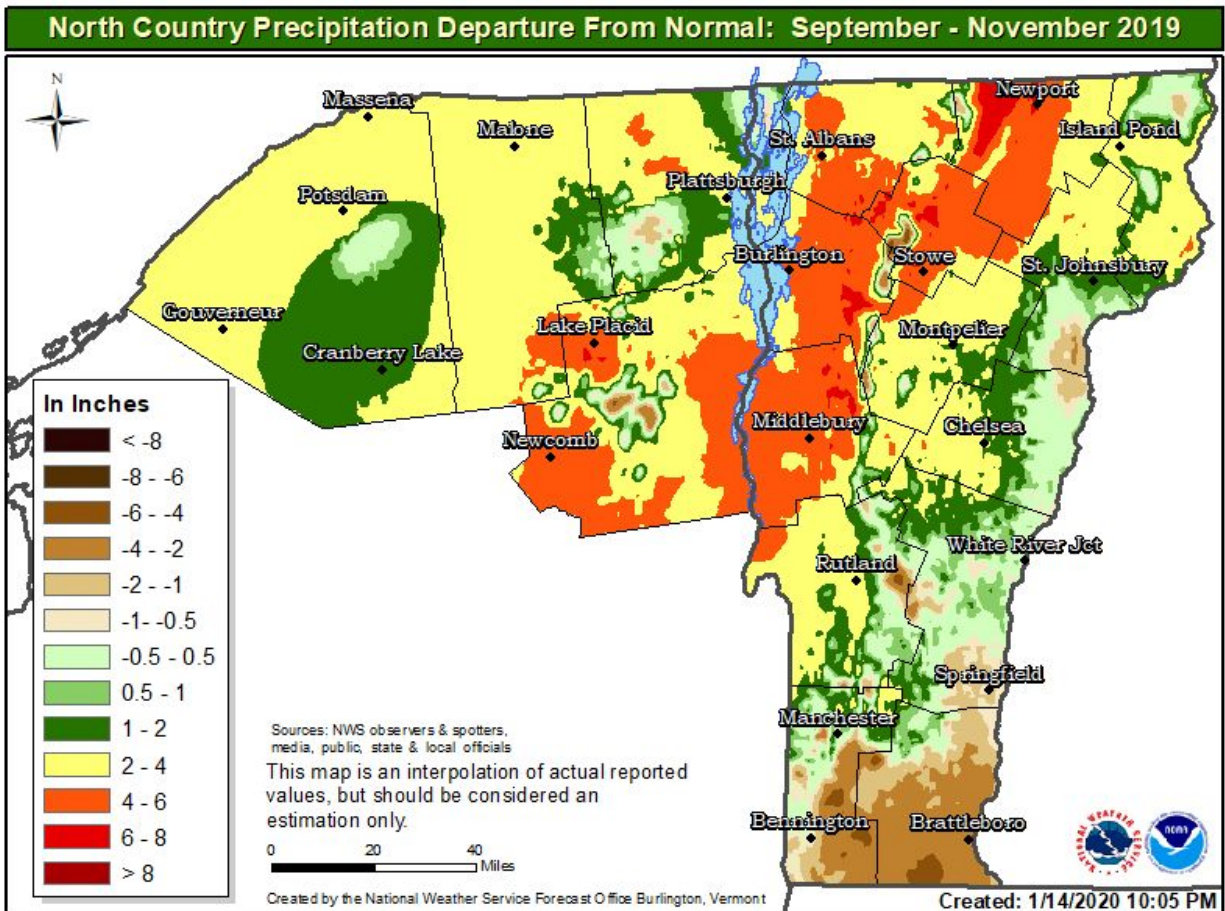 North Country Precipitation Departure From Normal: September - November 2019
N
Massena
Malone
Newport
Island Pond
St. Albans
Potsdam
Plattsburgh
Burlington
Stowe
St. Johnsbury
Gouverneur
Lake Placid
Montpelier
Cranberry Lake
Newcomb
Middlebury
Chelsea
White River Jct
Rutland
Springfield
Manchester
Bennington
Brattleboro
In Inches
< -8
-8 - -6
-6 - -4
-4 - -2
-2 - -1
-1- -0.5
-0.5 - 0.5
0.5 - 1
1 - 2
2 - 4
4 - 6
6 - 8
> 8
Sources: NWS observers & spotters,
media, public, state & local officials
This map is an interpolation of actual reported
values, but should be considered an
estimation only.
0 20 40
Miles
Created by the National Weather Service Forecast Office Burlington, Vermont
NATIONAL WEATHER SERVICE
noaa
Created: 1/14/2020 10:05 PM